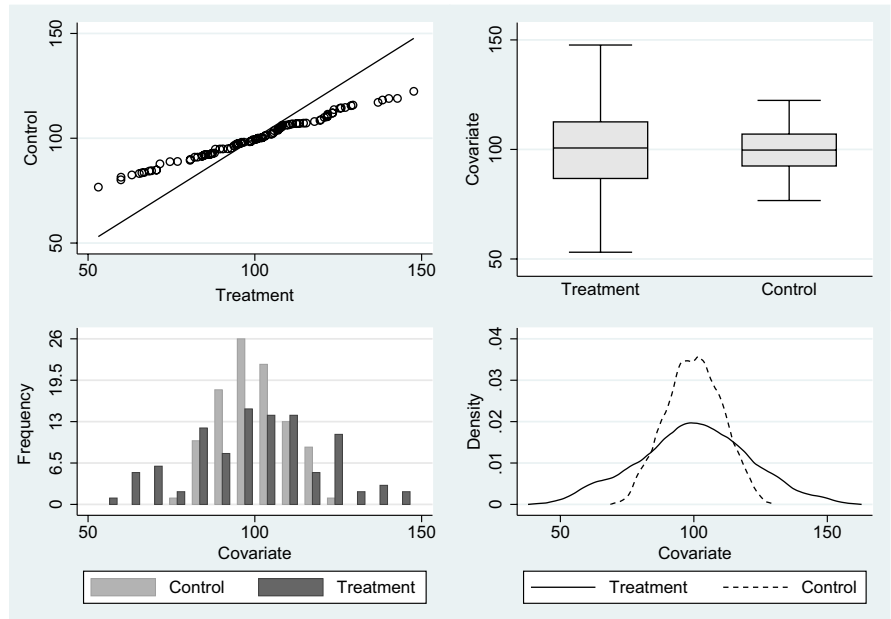 150
100
50
Control
50 100 150
Treatment
150
100
50
Covariate
Treatment Control
26
19.5
13
6.5
0
Frequency
50 100 150
Covariate
Control Treatment
.04
.03
.02
.01
0
Density
50 100 150
Covariate
Treatment Control